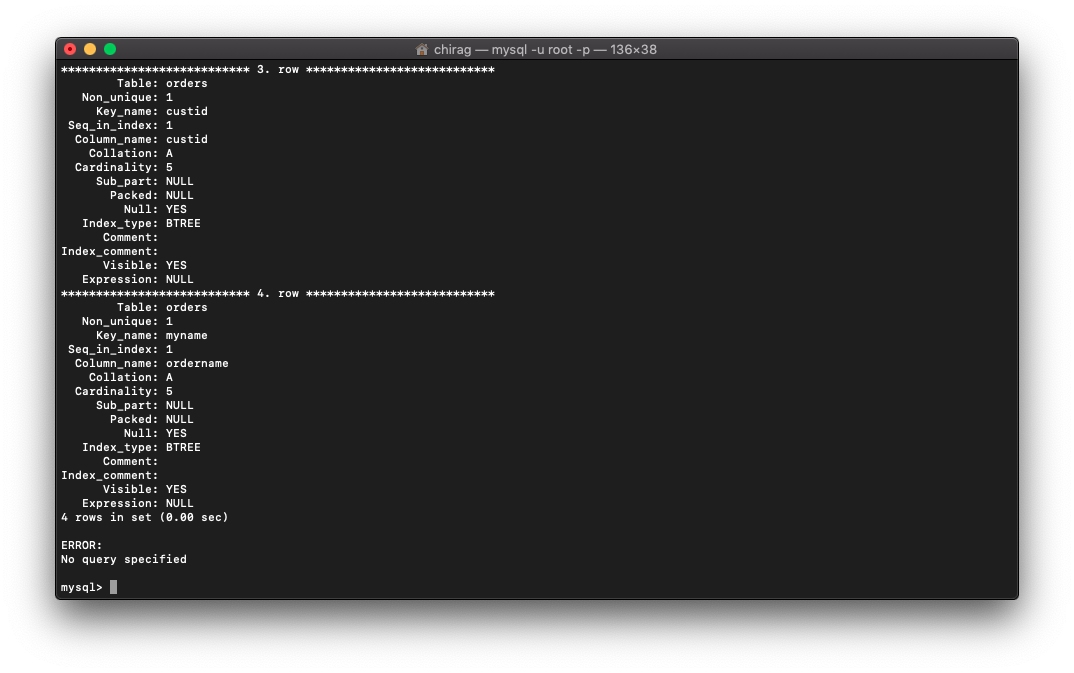 chirag — mysql -u root -p — 136×38
*************************** 3. row ***************************
Table: orders
Non_unique: 1
Key_name: custid
Seq_in_index: 1
Column_name: custid
Collation: A
Cardinality: 5
Sub_part: NULL
Packed: NULL
Null: YES
Index_type: BTREE
Comment:
Index_comment:
Visible: YES
Expression: NULL
*************************** 4. row ***************************
Table: orders
Non_unique: 1
Key_name: myname
Seq_in_index: 1
Column_name: ordername
Collation: A
Cardinality: 5
Sub_part: NULL
Packed: NULL
Null: YES
Index_type: BTREE
Comment:
Index_comment:
Visible: YES
Expression: NULL
4 rows in set (0.00 sec)
ERROR:
No query specified
mysql>